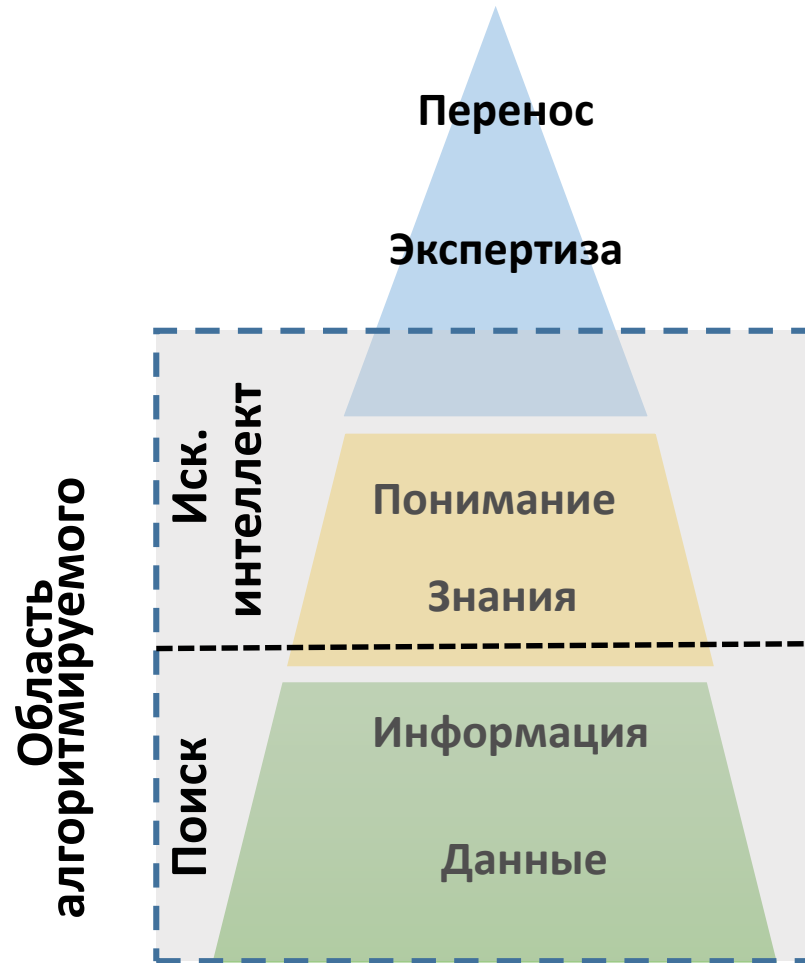 Перенос
Экспертиза
Иск.
интеллект
Понимание
Знания
Область
алгоритмируемого
Поиск
Информация
Данные